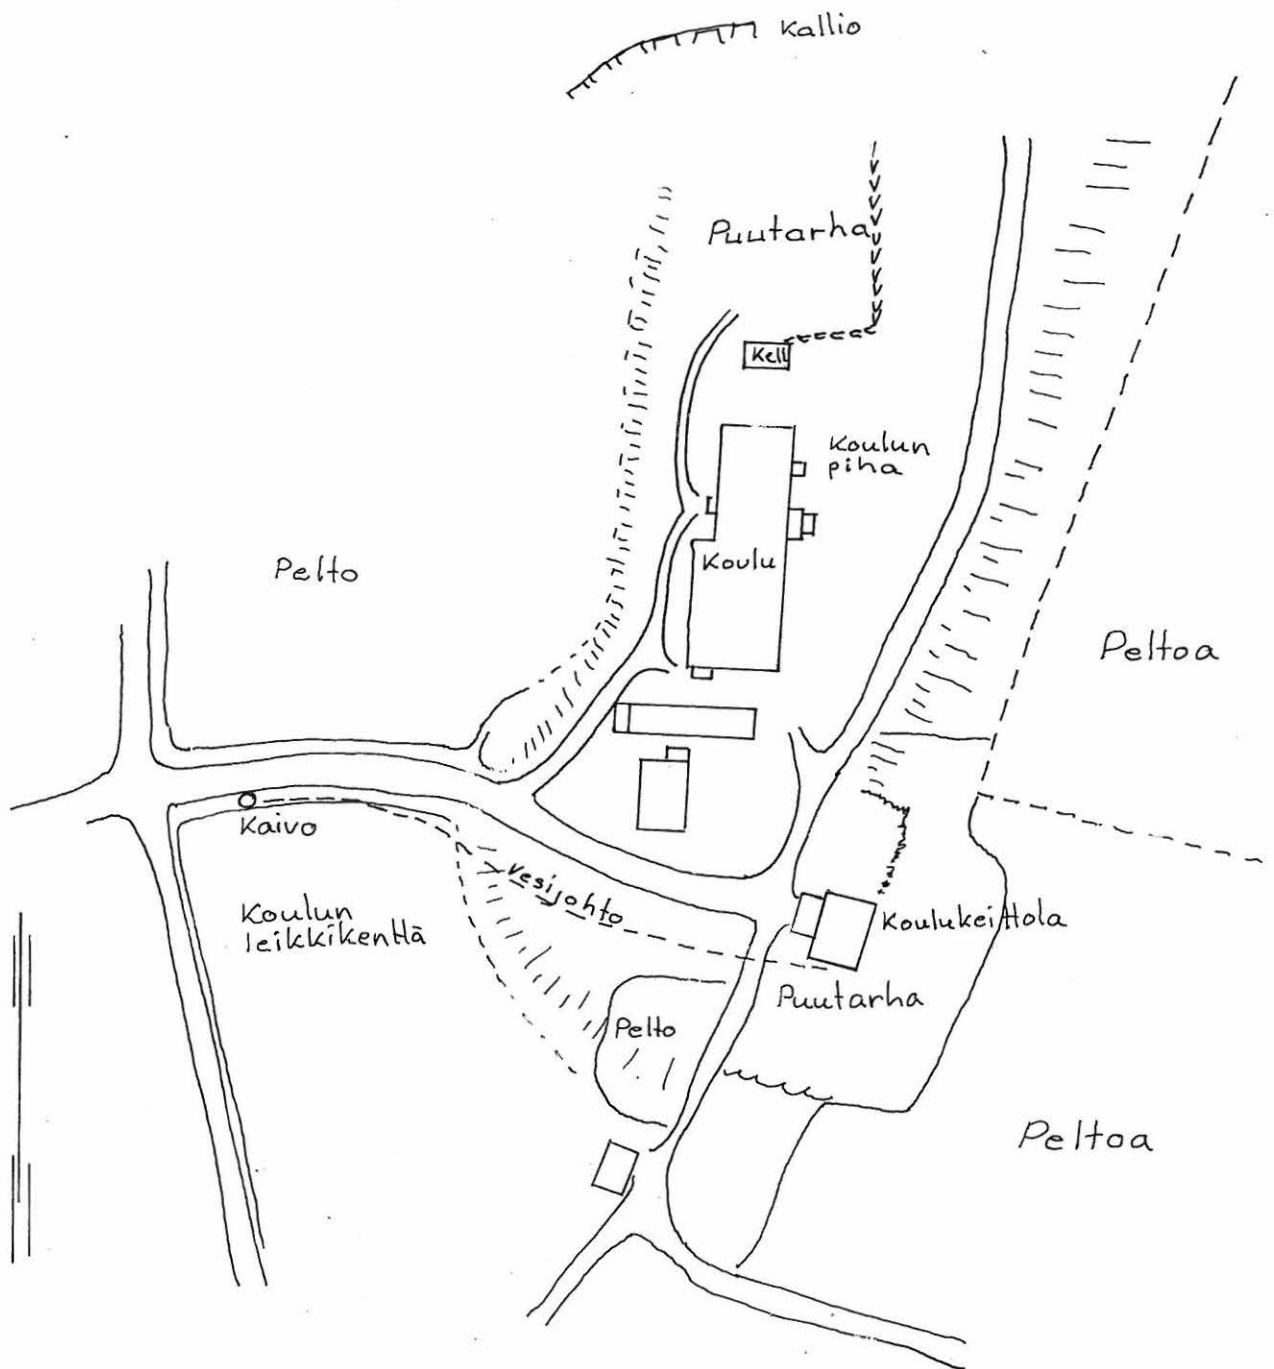 Kallio
Puutarha
Kell
Koulun
piha
Koulu
Pelto
Peltoa
Kaivo
Vesijohto
Koulun
leikkikenttä
Koulukeittola
Puutarha
Pelto
Peltoa